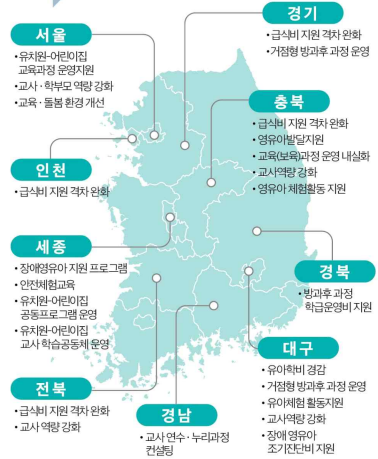 서울
• 유치원-어린이집
교육과정 운영지원
• 교사·학부모 역량 강화
• 교육·돌봄 환경 개선
경기
• 급식비 지원 격차 완화
• 거점형 방과후 과정 운영
충북
• 급식비 지원 격차 완화
• 영유아발달지원
• 교육(보육)과정 운영 내실화
• 교사역량 강화
• 영유아 체험활동 지원
인천
• 급식비 지원 격차 완화
세종
• 장애영유아 지원 프로그램
• 안전체험교육
• 유치원-어린이집
공동프로그램 운영
• 유치원-어린이집
교사 학습공동체 운영
경북
• 방과후 과정
학급운영비 지원
대구
• 유아학비 경감
• 거점형 방과후 과정 운영
• 유아체험 활동지원
• 교사역량 강화
• 장애 영유아
조기진단비 지원
전북
• 급식비 지원 격차 완화
• 교사 역량 강화
경남
• 교사 연수·누리과정
컨설팅